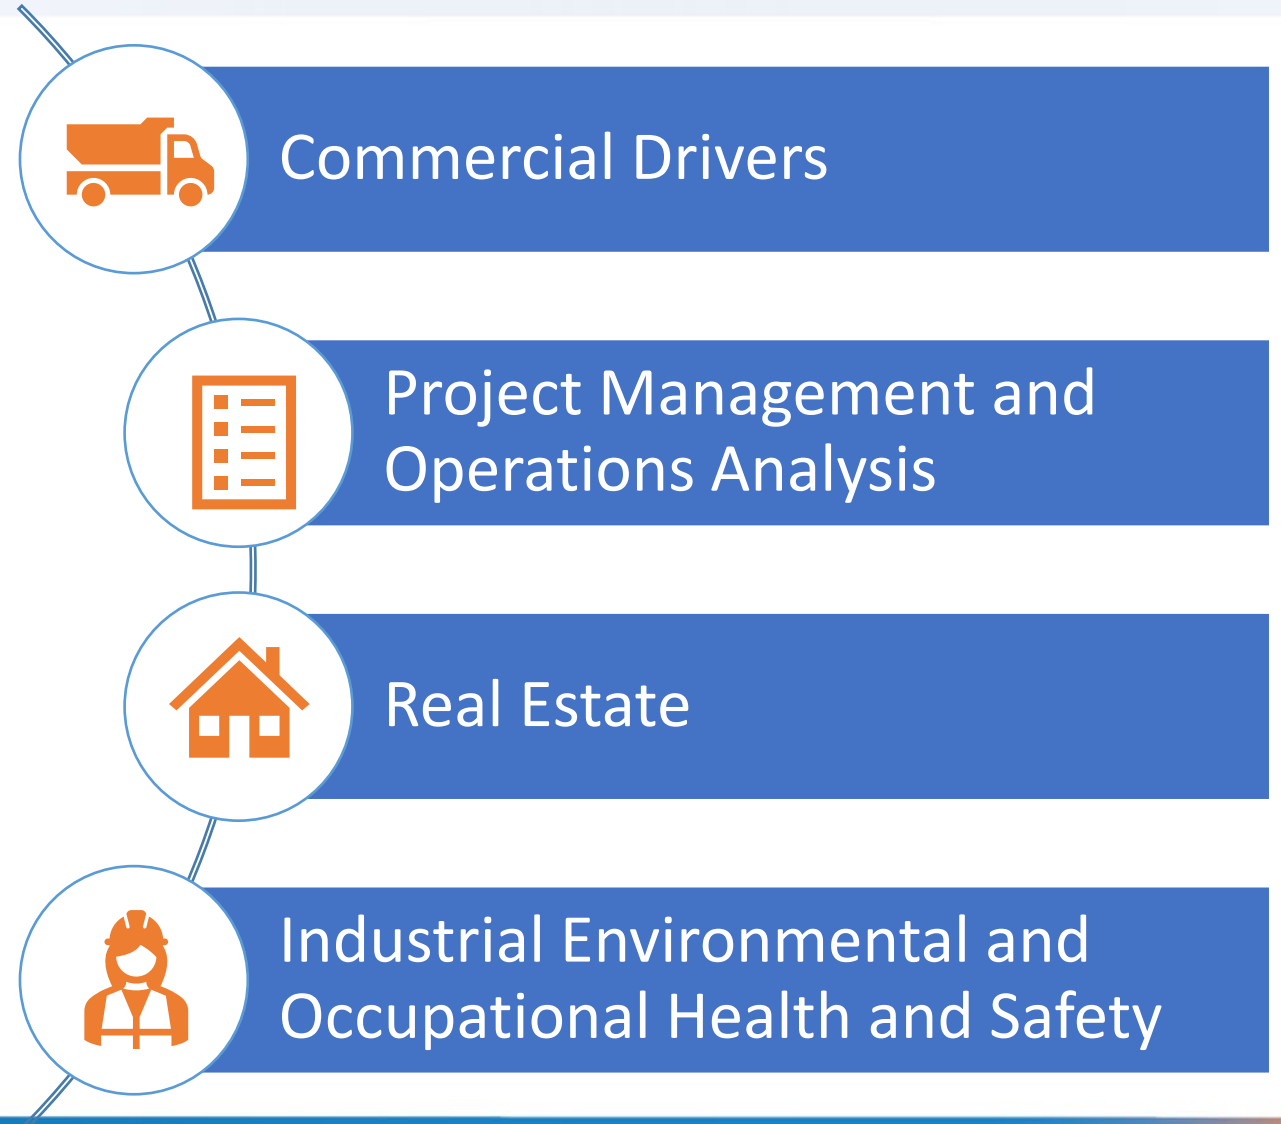 Commercial Drivers
Project Management and
Operations Analysis
Real Estate
Industrial Environmental and
Occupational Health and Safety